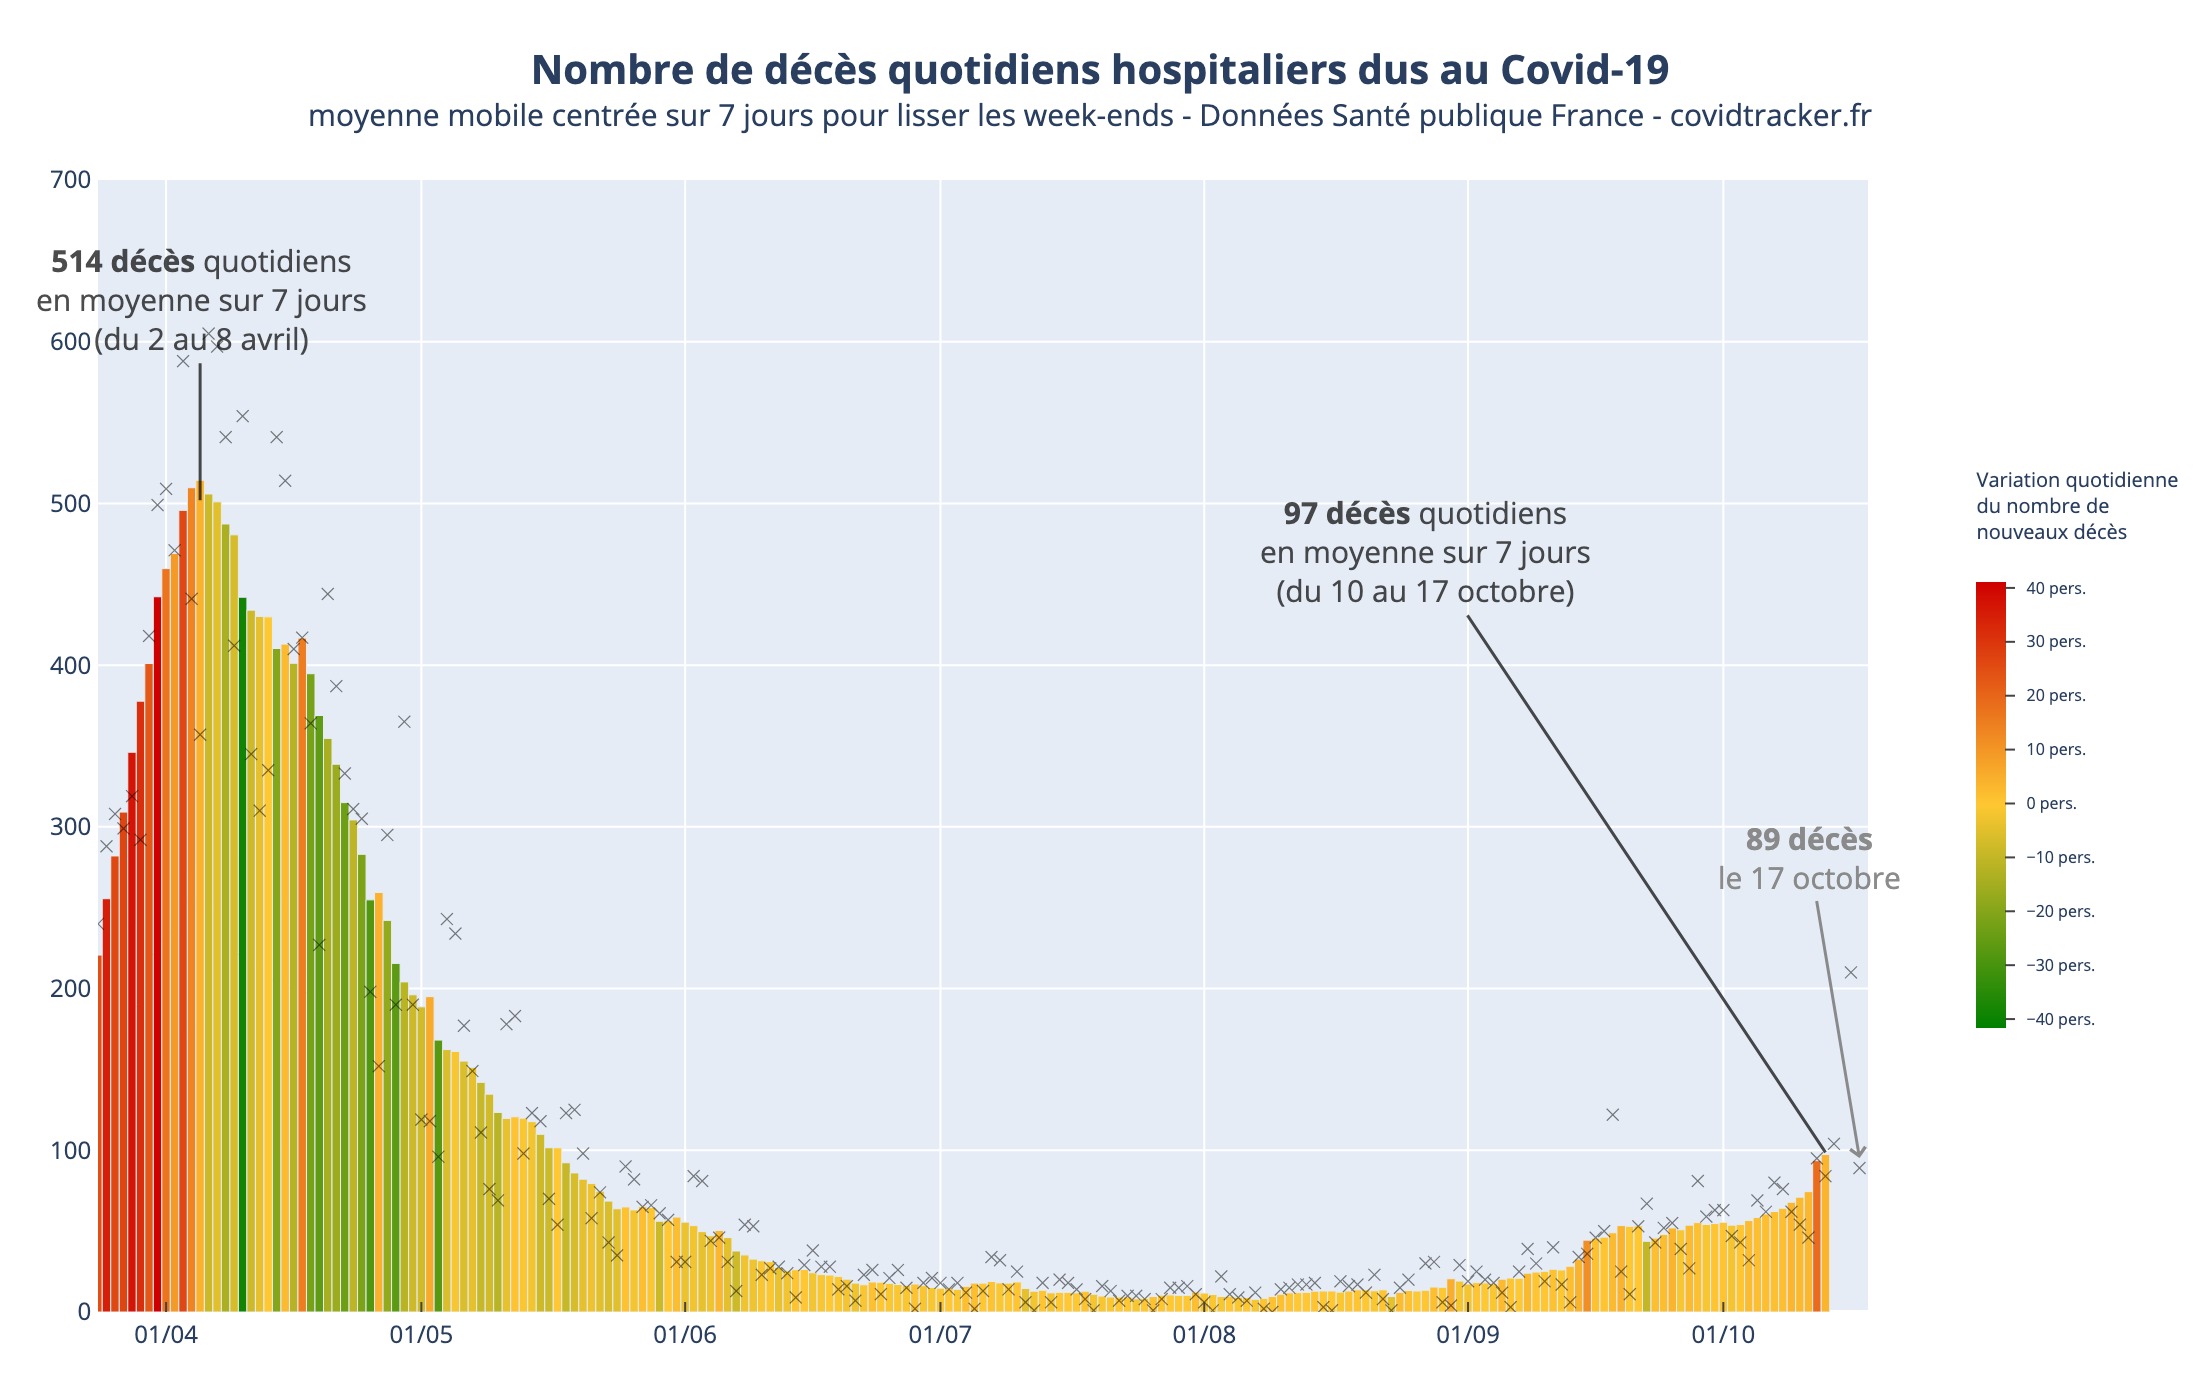 Nombre de décès quotidiens hospitaliers dus au Covid-19
moyenne mobile centrée sur 7 jours pour lisser les week-ends - Données Santé publique France - covidtracker.fr
700
600
500
400
300
200
100
0
514 décès quotidiens
en moyenne sur 7 jours
(du 2 au 8 avril)
97 décès quotidiens
en moyenne sur 7 jours
(du 10 au 17 octobre)
89 décès
le 17 octobre
01/04
01/05
01/06
01/07
01/08
01/09
01/10
Variation quotidienne
du nombre de
nouveaux décès
40 pers.
30 pers.
20 pers.
10 pers.
0 pers.
−10 pers.
−20 pers.
−30 pers.
−40 pers.